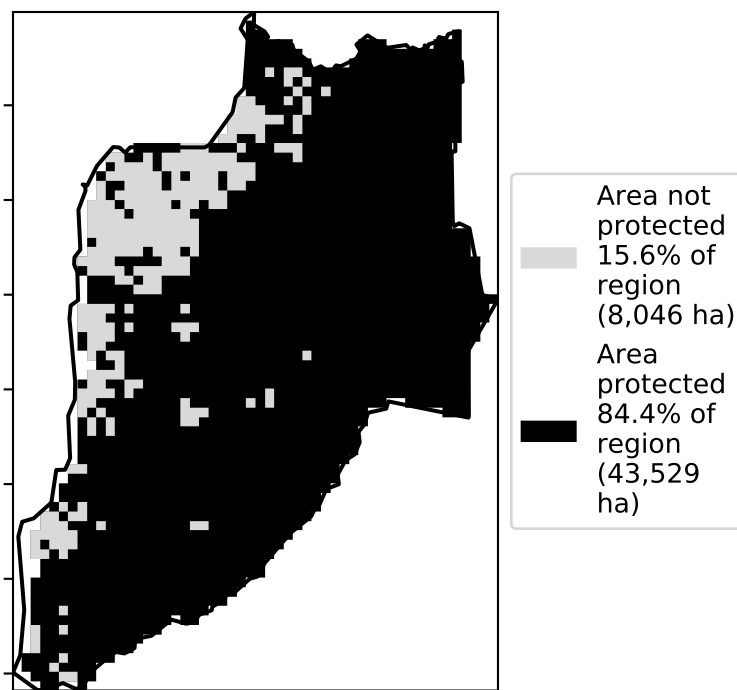 Area not
protected
15.6% of
region
(8,046 ha)
Area
protected
84.4% of
region
(43,529
ha)